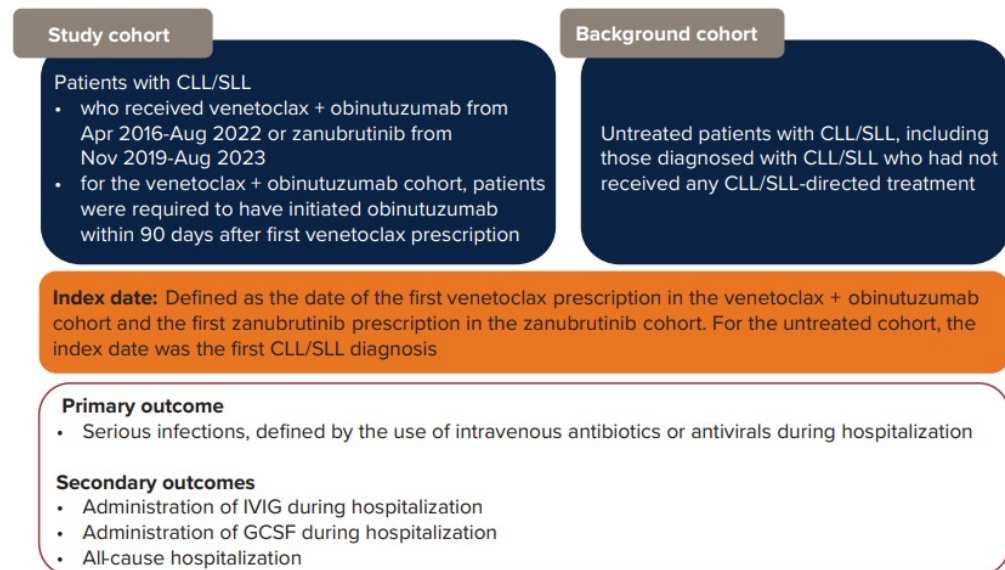 Study cohort
Patients with CLL/SLL
• who received venetoclax + obinutuzumab from
Apr 2016-Aug 2022 or zanubrutinib from
Nov 2019-Aug 2023
• for the venetoclax + obinutuzumab cohort, patients
were required to have initiated obinutuzumab
within 90 days after first venetoclax prescription
Background cohort
Untreated patients with CLL/SLL, including
those diagnosed with CLL/SLL who had not
received any CLL/SLL-directed treatment
Index date: Defined as the date of the first venetoclax prescription in the venetoclax + obinutuzumab
cohort and the first zanubrutinib prescription in the zanubrutinib cohort. For the untreated cohort, the
index date was the first CLL/SLL diagnosis
Primary outcome
• Serious infections, defined by the use of intravenous antibiotics or antivirals during hospitalization
Secondary outcomes
• Administration of IVIG during hospitalization
• Administration of GCSF during hospitalization
• All-cause hospitalization